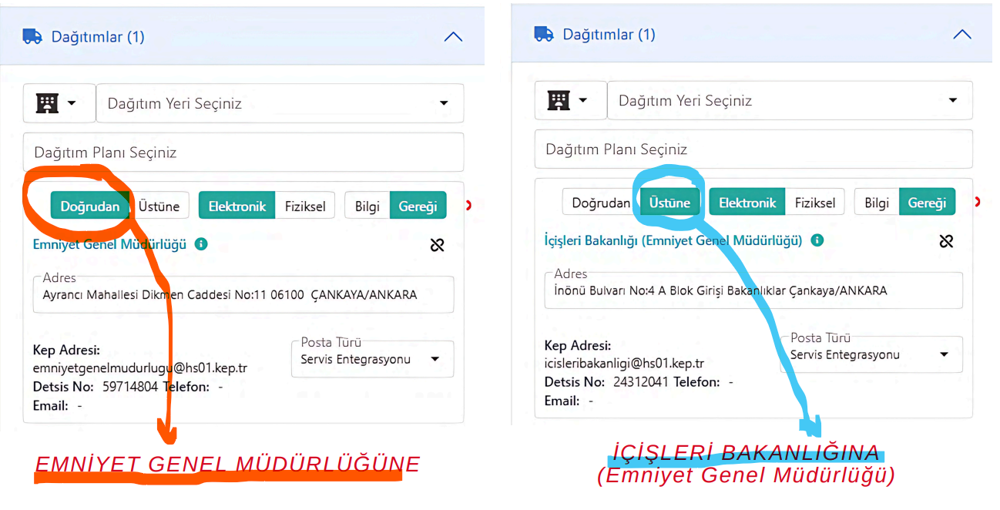 Dağıtımlar (1)
Dağıtım Yeri Seçiniz
Dağıtım Planı Seçiniz
Doğrudan Üstüne Elektronik Fiziksel Bilgi Gereği
Emniyet Genel Müdürlüğü
Adres
Ayrancı Mahallesi Dikmen Caddesi No:11 06100 ÇANKAYA/ANKARA
Kep Adresi:
emniyetgenelmudurlugu@hs01.kep.tr
Detsis No: 59714804 Telefon: -
Email: -
Posta Türü
Servis Entegrasyonu
EMNİYET GENEL MÜDÜRLÜĞÜNE
Dağıtımlar (1)
Dağıtım Yeri Seçiniz
Dağıtım Planı Seçiniz
Doğrudan Üstüne Elektronik Fiziksel Bilgi Gereği
İçişleri Bakanlığı (Emniyet Genel Müdürlüğü)
Adres
İnönü Bulvarı No:4 A Blok Girişi Bakanlıklar Çankaya/ANKARA
Kep Adresi:
icisleribakanligi@hs01.kep.tr
Detsis No: 24312041 Telefon: -
Email: -
Posta Türü
Servis Entegrasyonu
İÇİŞLERİ BAKANLIĞINA
(Emniyet Genel Müdürlüğü)